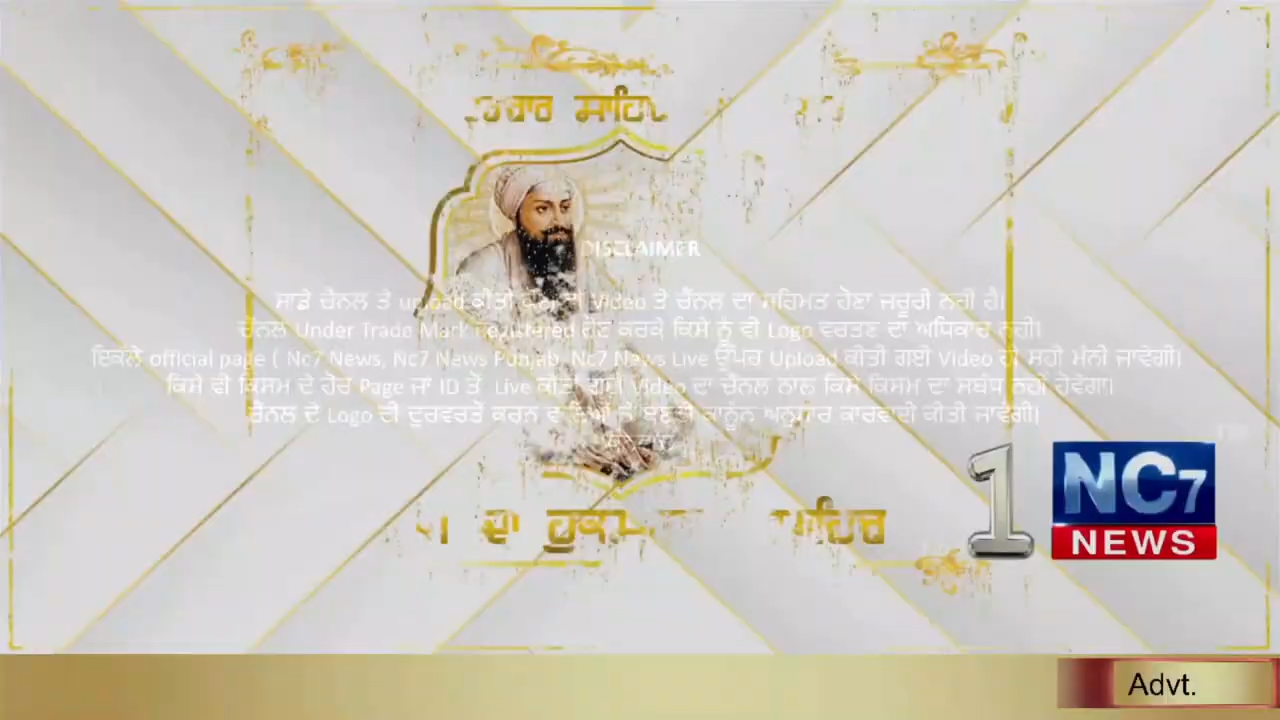 ਸਾਹਿਬ
DISCLAIMER
ਸਾਡੇ ਚੈਨਲ ਤੇ upload ਕੀਤੀ Video ਤੇ ਚੈਨਲ ਦਾ ਸਹਿਮਤ ਹੋਣਾ ਜਰੂਰੀ ਨਹੀ ਹੈ।
ਚੈਨਲ Under Trade Mark Registered ਹੋਣ ਕਰਕੇ ਕਿਸੇ ਨੂੰ ਵੀ Logo ਵਰਤਣ ਦਾ ਅਧਿਕਾਰ ਨਹੀ।
ਇਕਲੇ official page ( Nc7 News, Nc7 News Punjab, Nc7 News Live ਉੱਪਰ Upload ਕੀਤੀ ਗਈ Video ਹੀ ਸਹੀ ਮੰਨੀ ਜਾਵੇਗੀ।
ਕਿਸੇ ਵੀ ਕਿਸਮ ਦੇ ਹੋਰ Page ਜਾਂ ID ਤੋਂ Live ਕੀਤੀ ਗਈ Video ਦਾ ਚੈਨਲ ਨਾਲ ਕਿਸੇ ਕਿਸਮ ਦਾ ਸਬੰਧ ਨਹੀਂ ਹੋਵੇਗਾ।
ਚੈਨਲ ਦੇ Logo ਦੀ ਦੁਰਵਰਤੋਂ ਕਰਨ ਕਾਨੂੰਨ ਅਨੁਸਾਰ ਕਾਰਵਾਈ ਕੀਤੀ ਜਾਵੇਗੀ।
ਦਾ ਹੁਕਮ ਸਾਹਿਬ
1 NC7
NEWS
Advt.